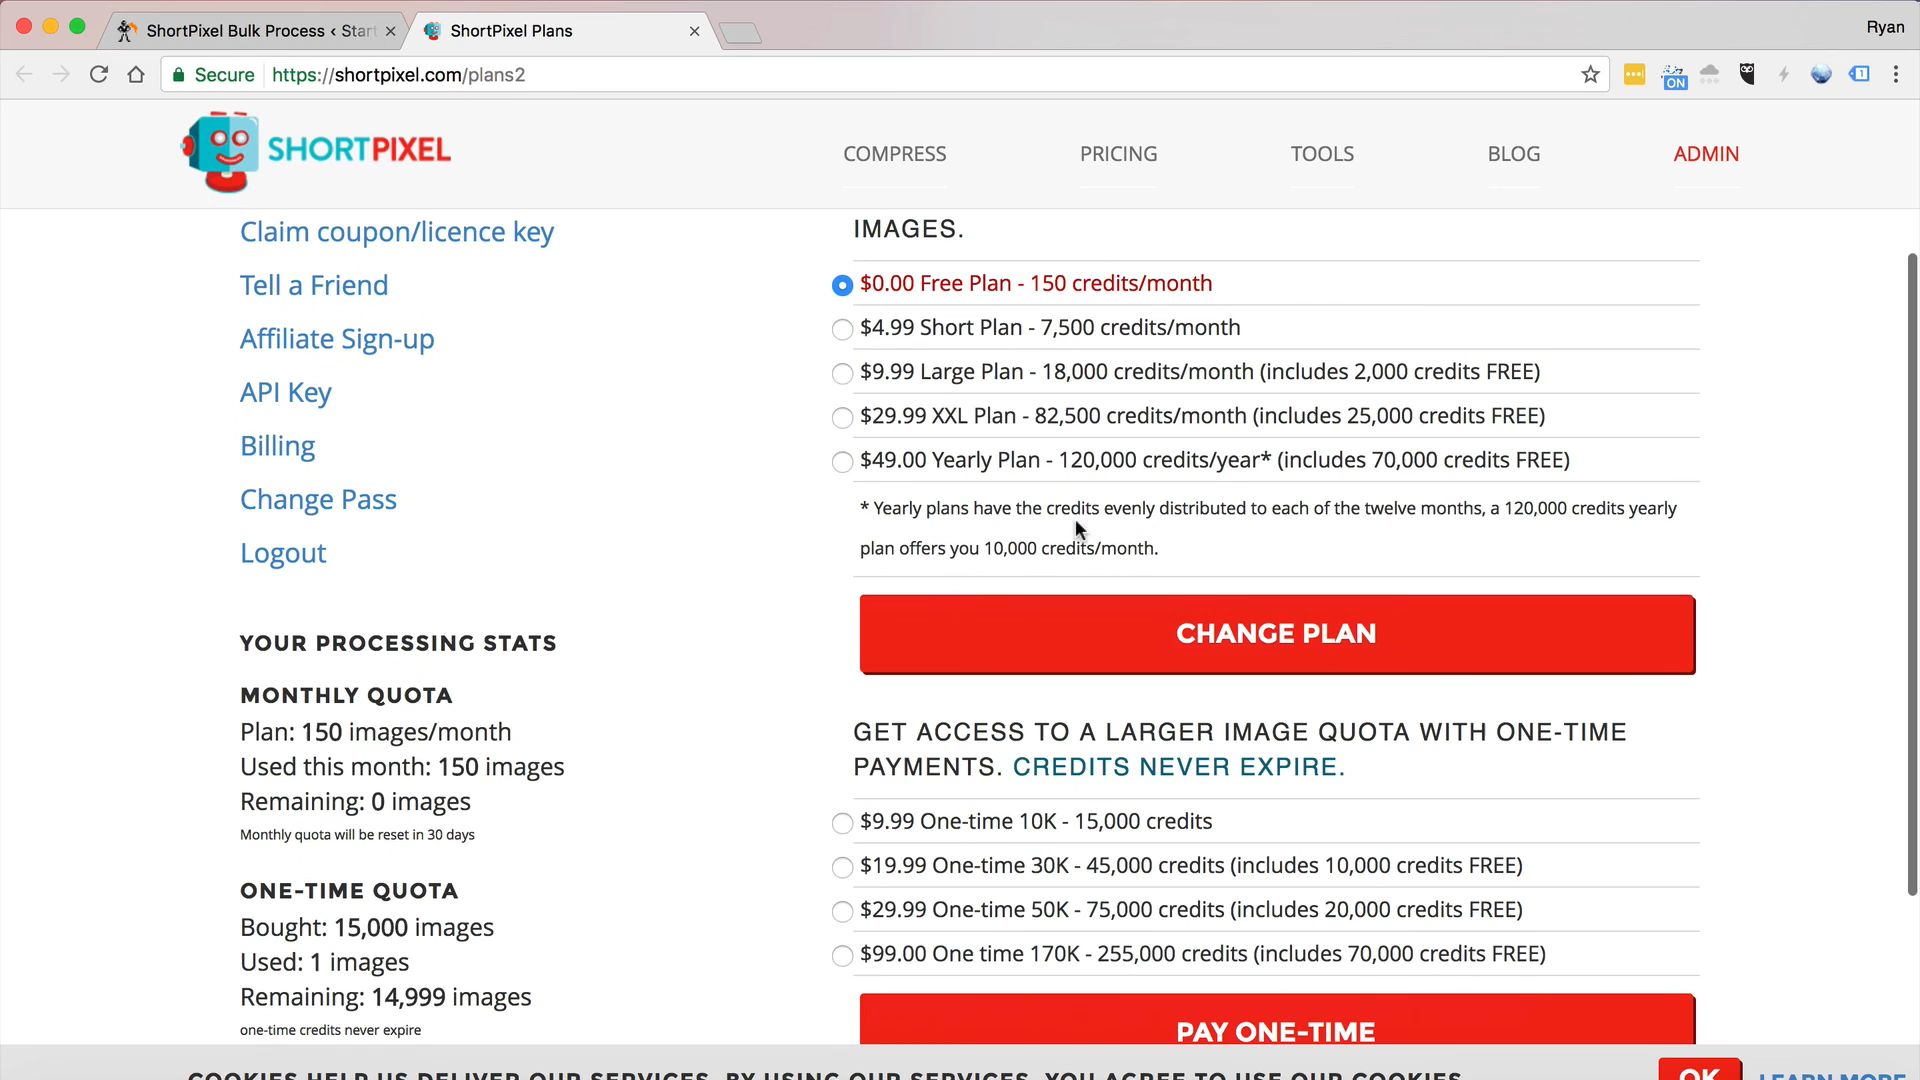 ShortPixel Bulk Process ‹ Start
ShortPixel Plans
Ryan
Secure
https://shortpixel.com/plans2
ON
1
SHORTPIXEL
COMPRESS
PRICING
TOOLS
BLOG
ADMIN
Claim coupon/licence key
Tell a Friend
Affiliate Sign-up
API Key
Billing
Change Pass
Logout
YOUR PROCESSING STATS
MONTHLY QUOTA
Plan: 150 images/month
Used this month: 150 images
Remaining: 0 images
Monthly quota will be reset in 30 days
ONE-TIME QUOTA
Bought: 15,000 images
Used: 1 images
Remaining: 14,999 images
one-time credits never expire
IMAGES.
$0.00 Free Plan - 150 credits/month
$4.99 Short Plan - 7,500 credits/month
$9.99 Large Plan - 18,000 credits/month (includes 2,000 credits FREE)
$29.99 XXL Plan - 82,500 credits/month (includes 25,000 credits FREE)
$49.00 Yearly Plan - 120,000 credits/year* (includes 70,000 credits FREE)
* Yearly plans have the credits evenly distributed to each of the twelve months, a 120,000 credits yearly
plan offers you 10,000 credits/month.
CHANGE PLAN
GET ACCESS TO A LARGER IMAGE QUOTA WITH ONE-TIME
PAYMENTS. CREDITS NEVER EXPIRE.
$9.99 One-time 10K - 15,000 credits
$19.99 One-time 30K - 45,000 credits (includes 10,000 credits FREE)
$29.99 One-time 50K - 75,000 credits (includes 20,000 credits FREE)
$99.00 One time 170K - 255,000 credits (includes 70,000 credits FREE)
PAY ONE-TIME
COOKIES HELP US DELIVER OUR SERVICES. BY USING OUR SERVICES, YOU AGREE TO USE OUR COOKIES
OK
LEARN MORE